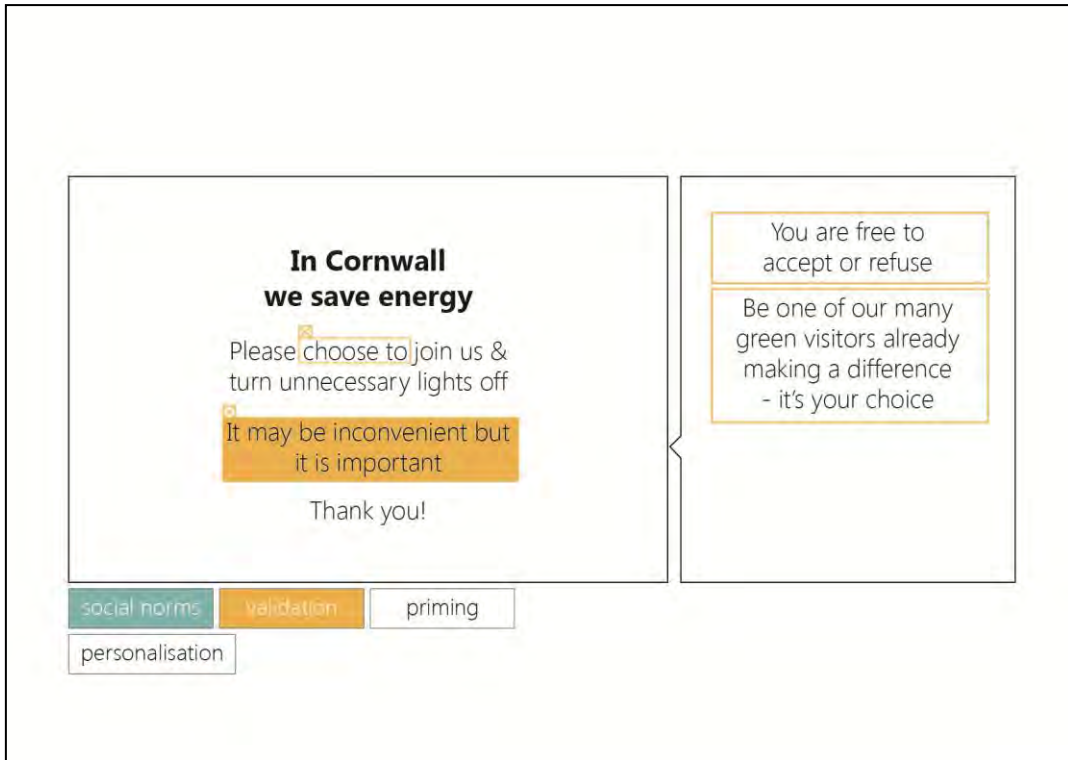 In Cornwall
we save energy
Please choose to join us &
turn unnecessary lights off
It may be inconvenient but
it is important
Thank you!
You are free to
accept or refuse
Be one of our many
green visitors already
making a difference
- it's your choice
social norms
validation
priming
personalisation